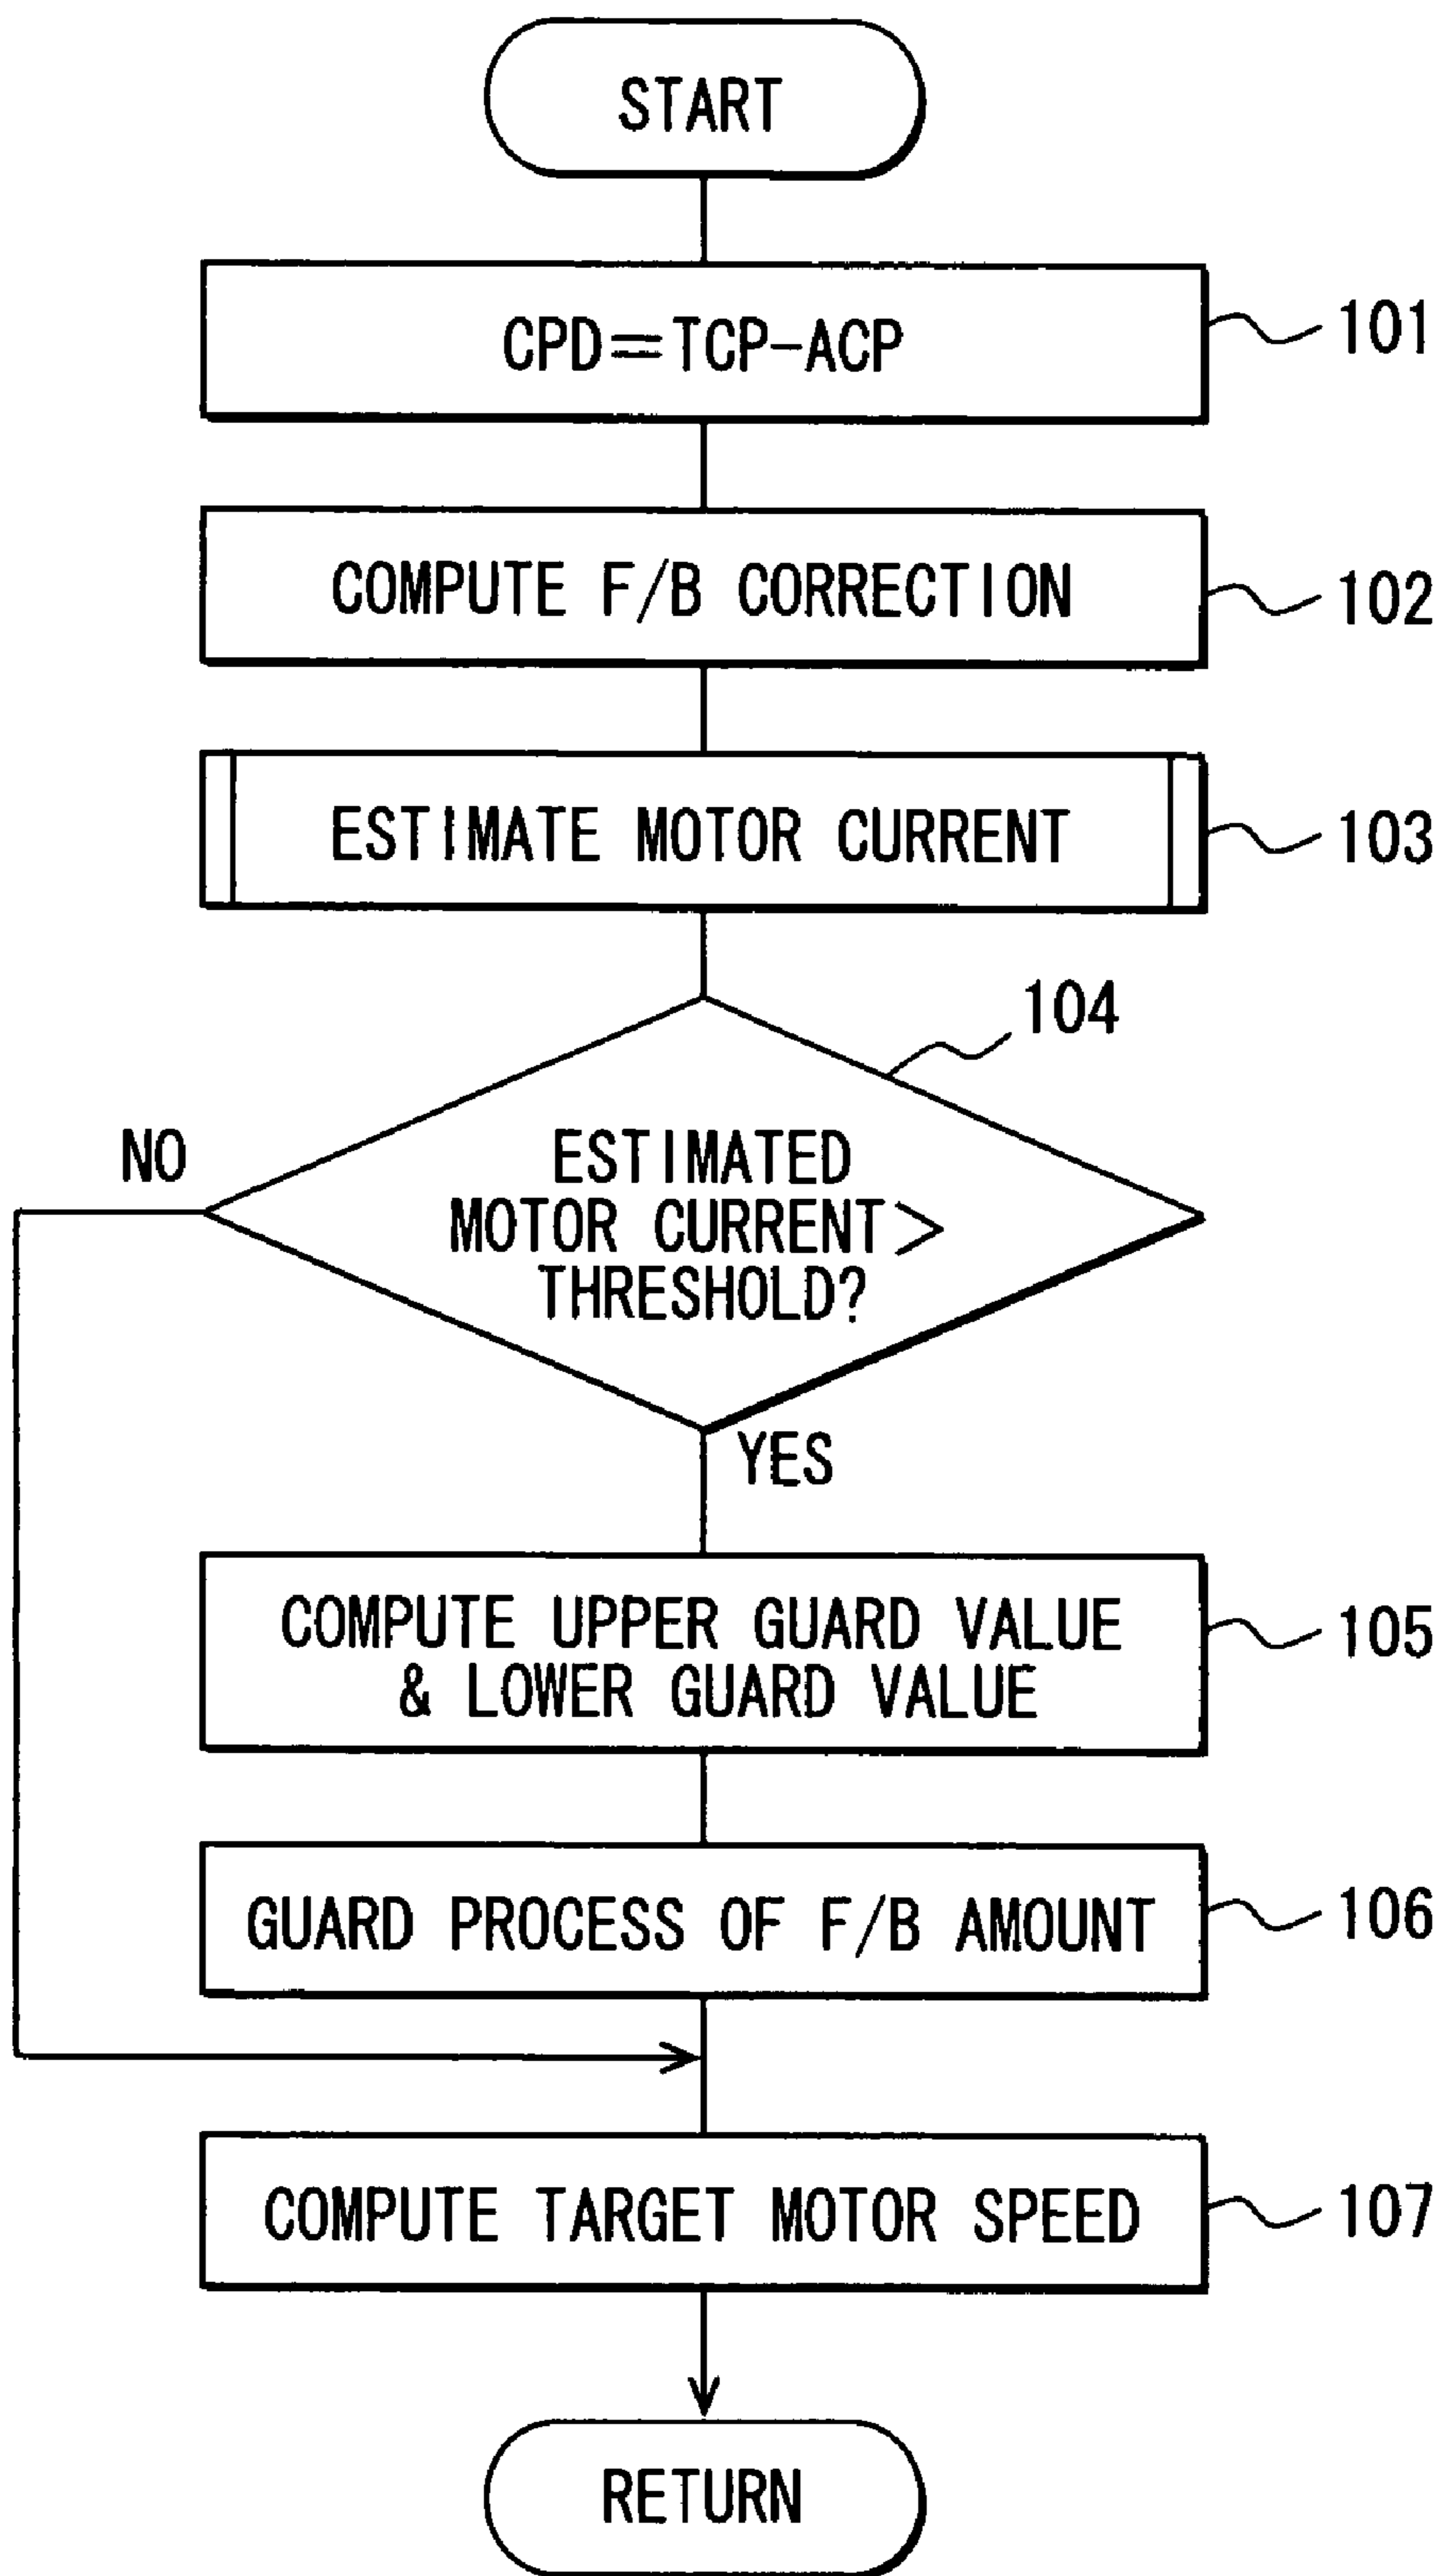 START
CPD=TCP-ACP
101
COMPUTE F/B CORRECTION
102
ESTIMATE MOTOR CURRENT
103
104
NO
ESTIMATED
MOTOR CURRENT>
THRESHOLD?
YES
COMPUTE UPPER GUARD VALUE
& LOWER GUARD VALUE
105
GUARD PROCESS OF F/B AMOUNT
106
COMPUTE TARGET MOTOR SPEED
107
RETURN